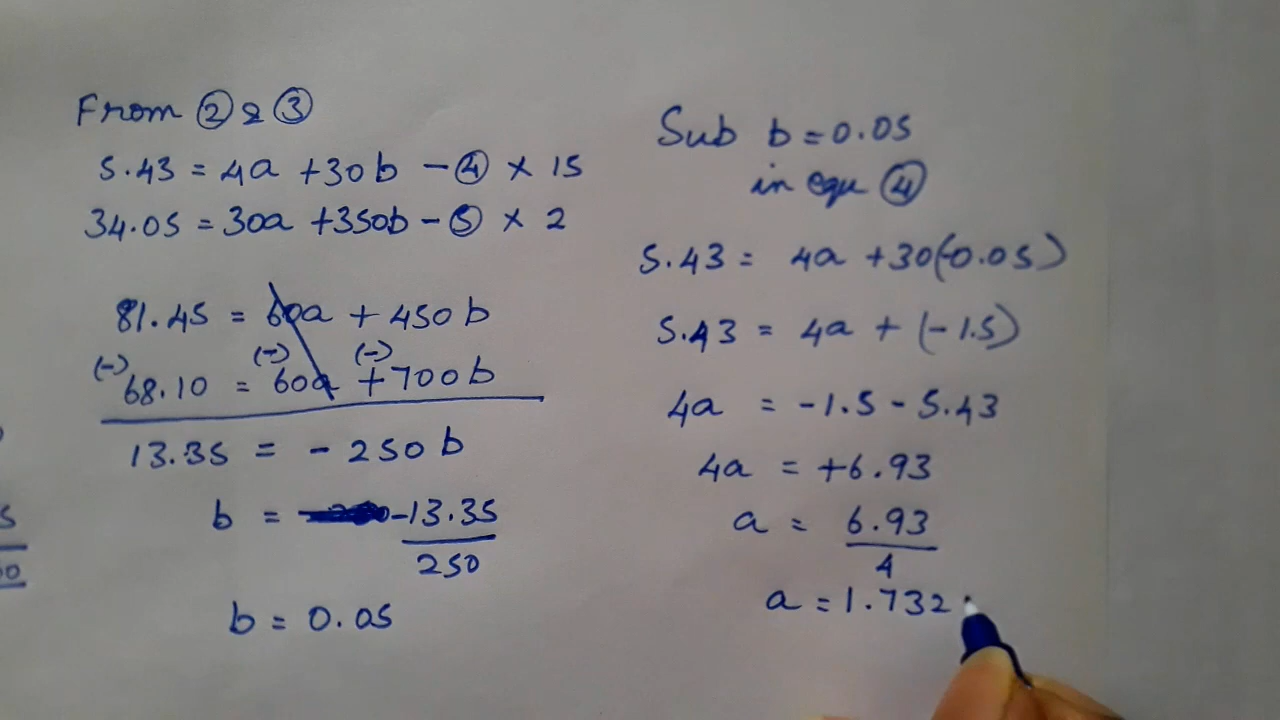 From ② & ③
5.43 = 4a + 30b - ④ × 15
34.05 = 30a + 350b - ⑤ × 2
81.45 = 60a + 450b
(-) (-) (-)
68.10 = 60a + 700b
13.35 = - 250b
b = -13.35
250
b = 0.05
Sub b = 0.05
in equ ④
5.43 = 4a + 30(-0.05)
5.43 = 4a + (-1.5)
4a = -1.5 - 5.43
4a = +6.93
a = 6.93
4
a = 1.732